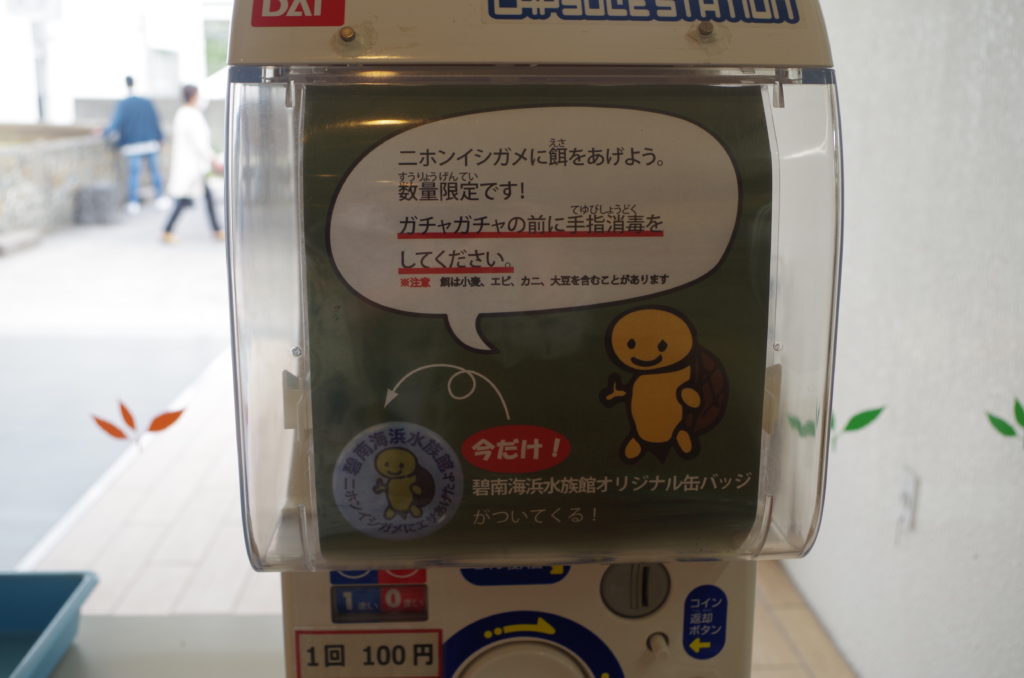 DAI
CAPSULE STATION
ニホンイシガメに餌をあげよう。
えさ
数量限定です!
すうりょうげんてい
ガチャガチャの前に手指消毒を
てゆびしょうどく
してください。
※注意 餌は小麦、エビ、カニ、大豆を含むことがあります
今だけ!
碧南海浜水族館オリジナル缶バッジ
がついてくる!
碧南海浜水族館
ニホンイシガメにエサあげたよ
1 0
1回 100円
コイン
返却
ボタン